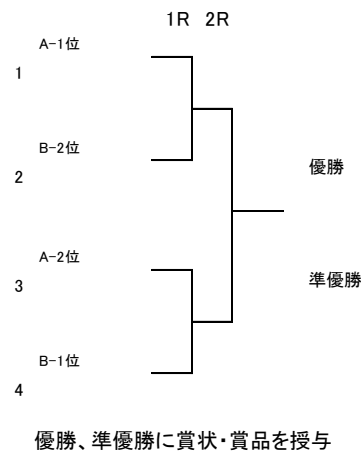 1R 2R
A-1位
1
B-2位
2
優勝
A-2位
3
準優勝
B-1位
4
優勝、準優勝に賞状・賞品を授与